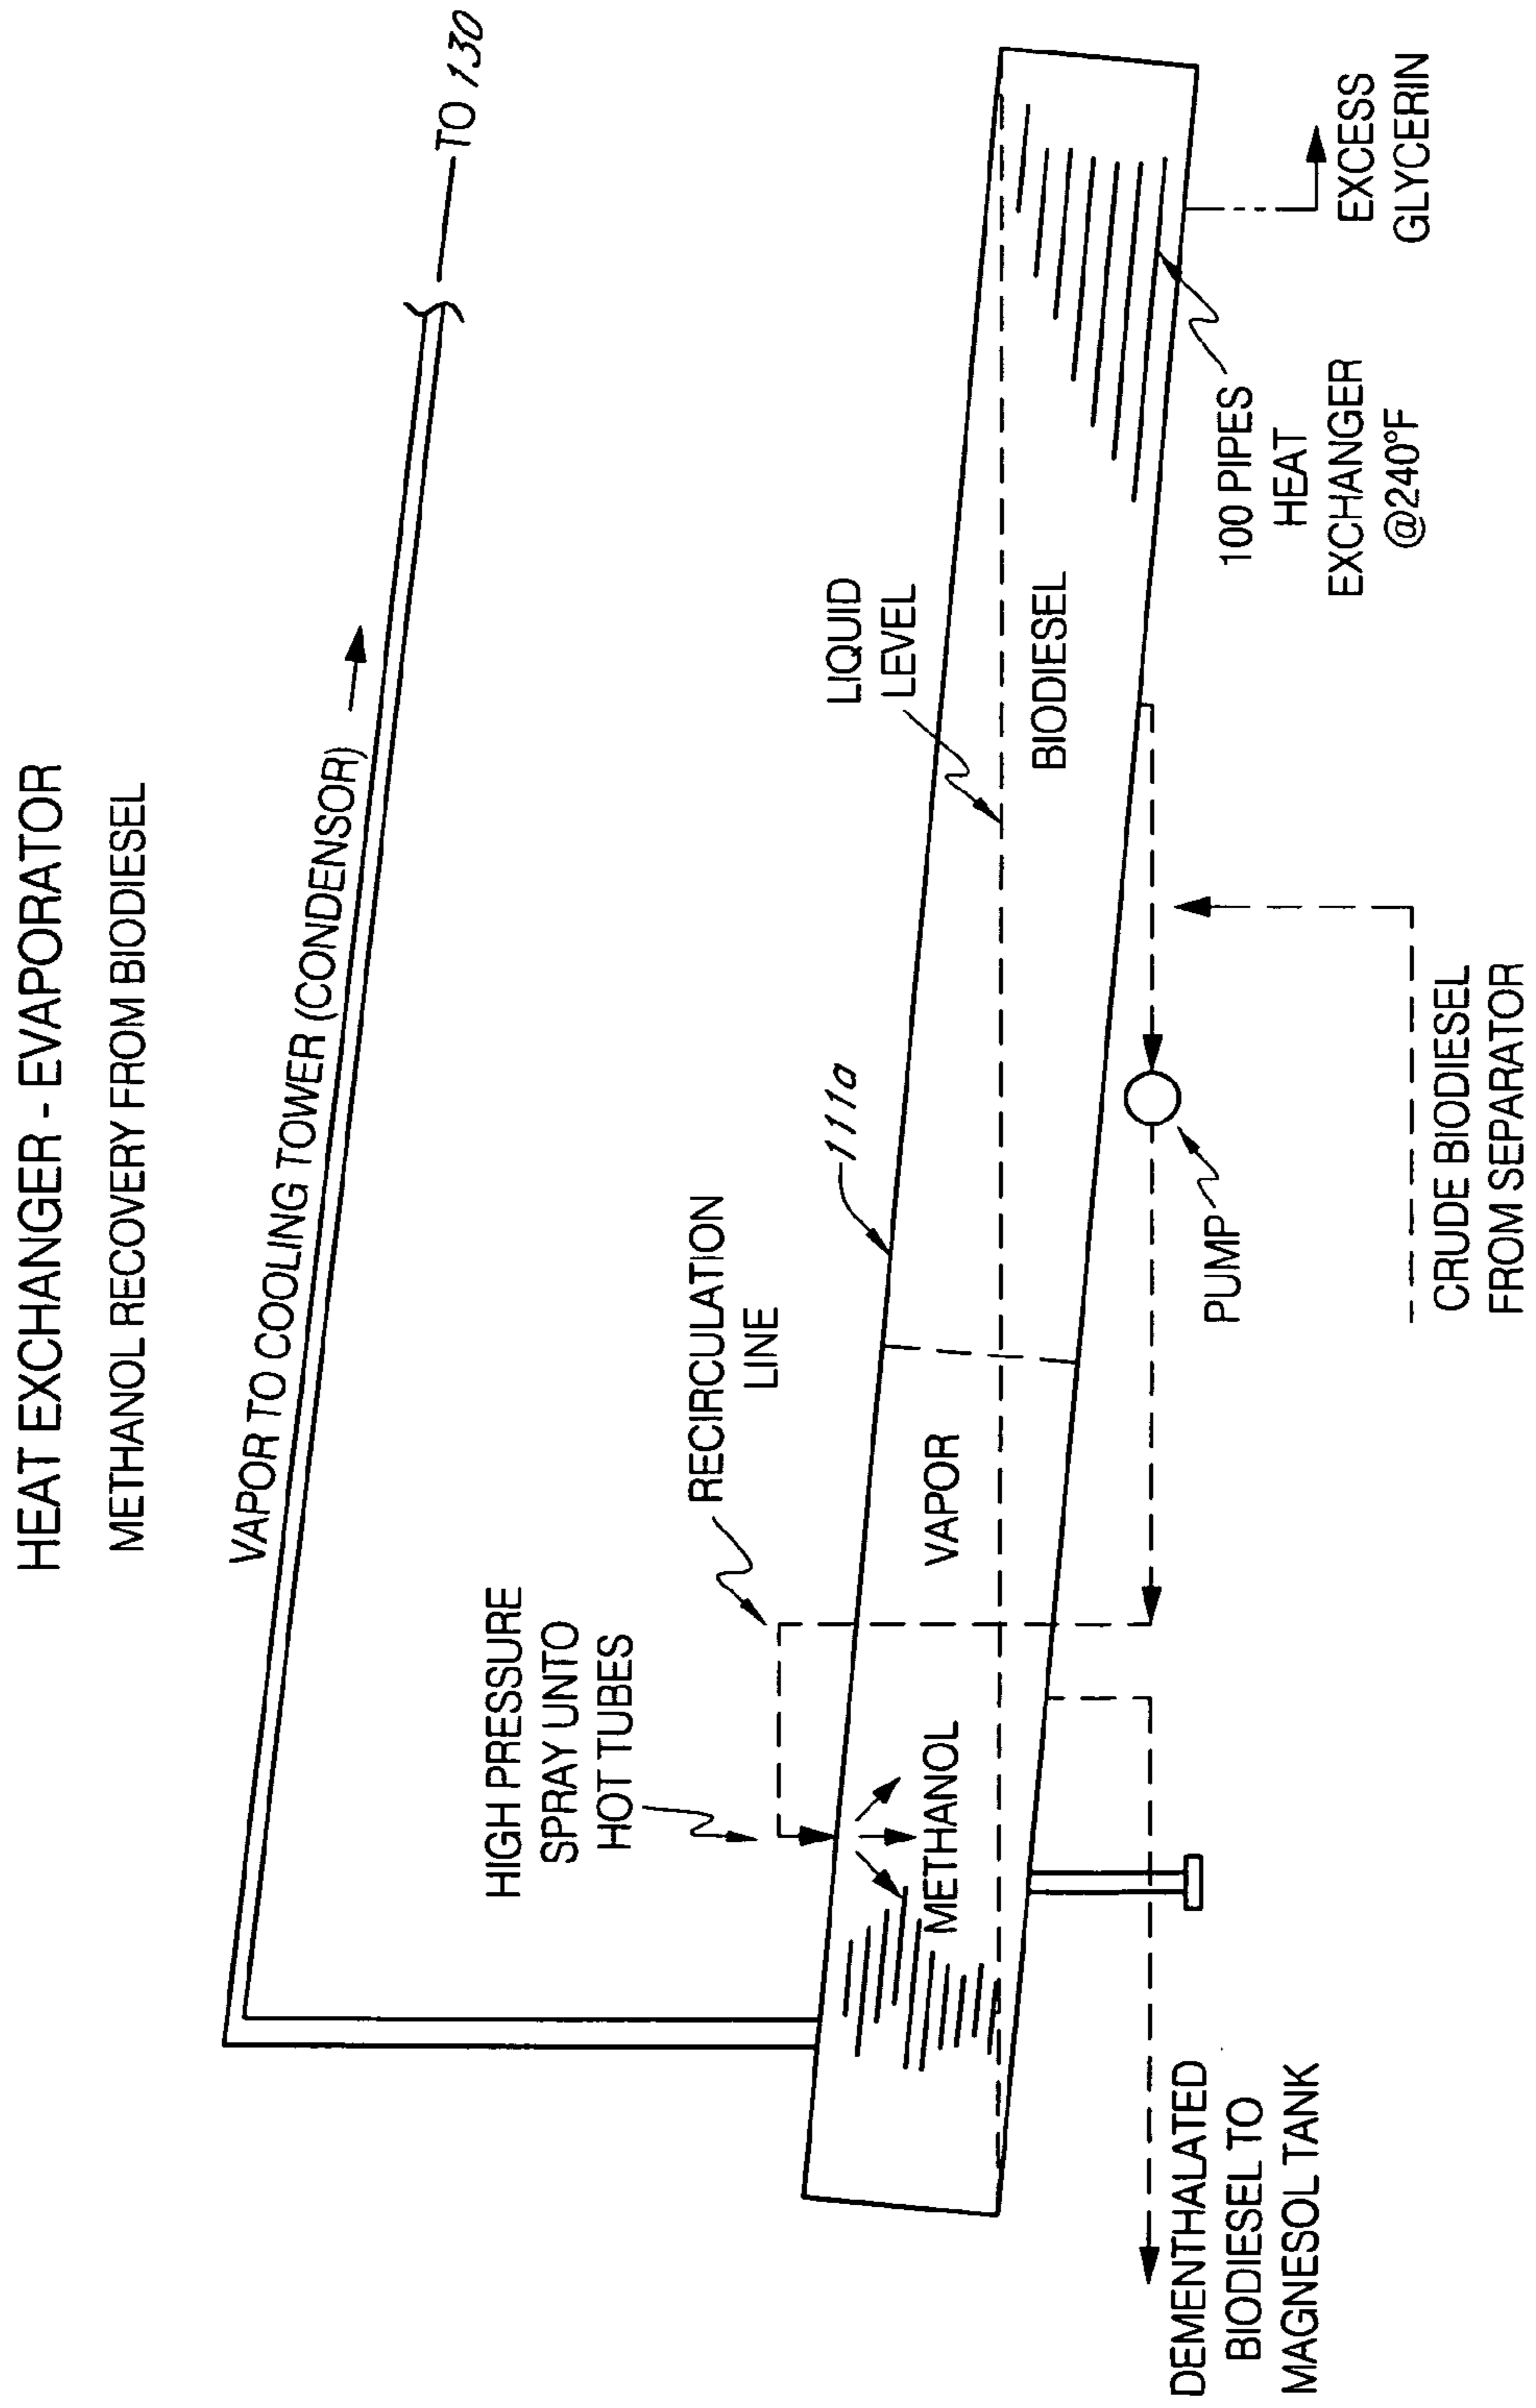 HEAT EXCHANGER - EVAPORATOR
METHANOL RECOVERY FROM BIODIESEL
VAPOR TO COOLING TOWER (CONDENSOR)
TO 130
HIGH PRESSURE
SPRAY UNTO
HOT TUBES
RECIRCULATION
LINE
111a
LIQUID
LEVEL
METHANOL
VAPOR
BIODIESEL
DEMENTHALATED
BIODIESEL TO
MAGNESOL TANK
PUMP
CRUDE BIODIESEL
FROM SEPARATOR
100 PIPES
HEAT
EXCHANGER
@240°F
EXCESS
GLYCERIN